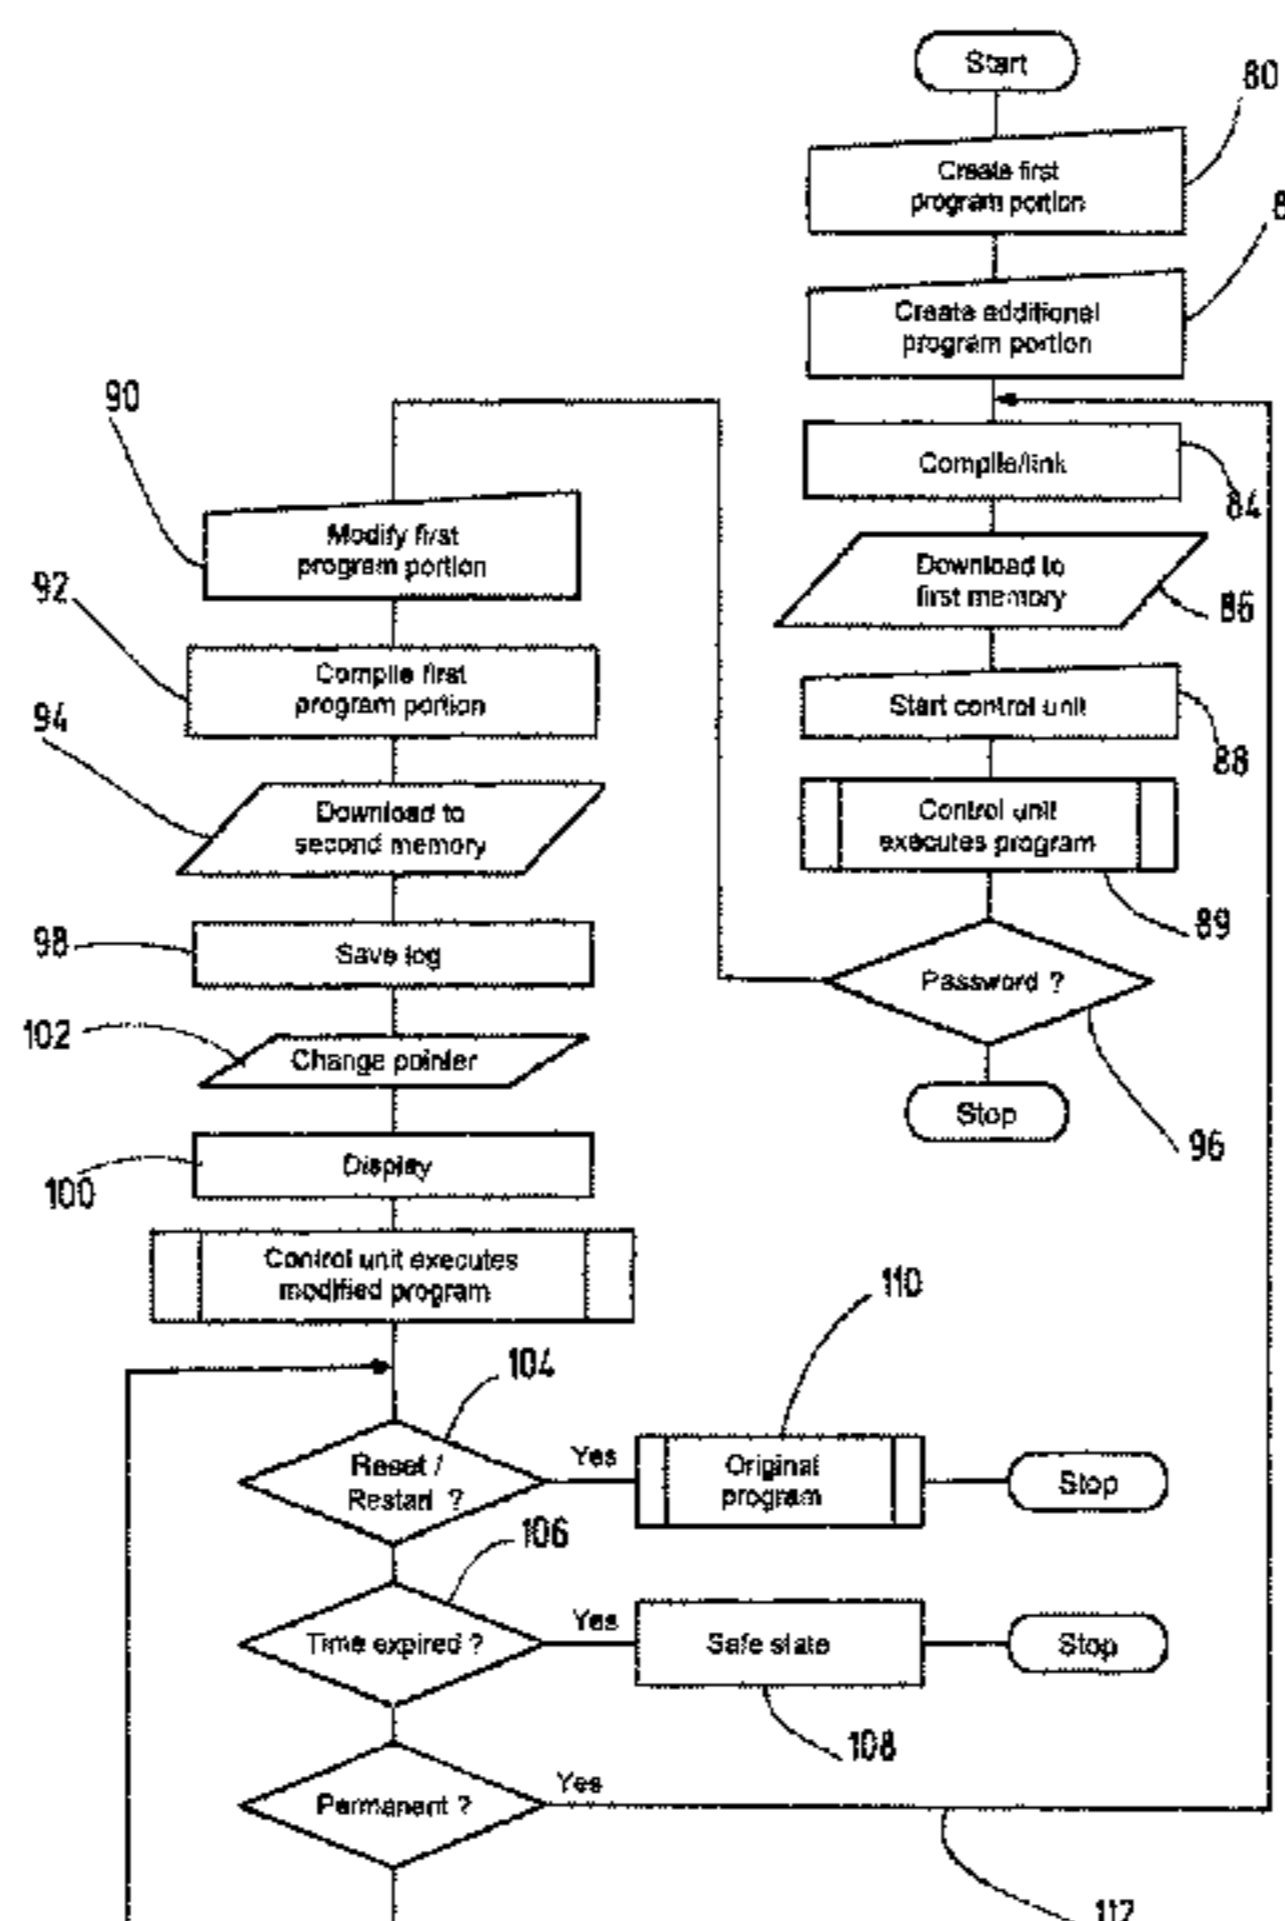 Start
80
Create first
program portion
8
Create additional
program portion
Compile/link
84
Download to
first memory
86
Start control unit
88
Control unit
executes program
89
Password ?
96
Stop
90
Modify first
program portion
92
Compile first
program portion
94
Download to
second memory
98
Save log
102
Change pointer
100
Display
Control unit executes
modified program
104
Reset /
Restart ?
Yes
110
Original
program
Stop
106
Time expired ?
Yes
Safe state
108
Stop
Permanent ?
Yes
112